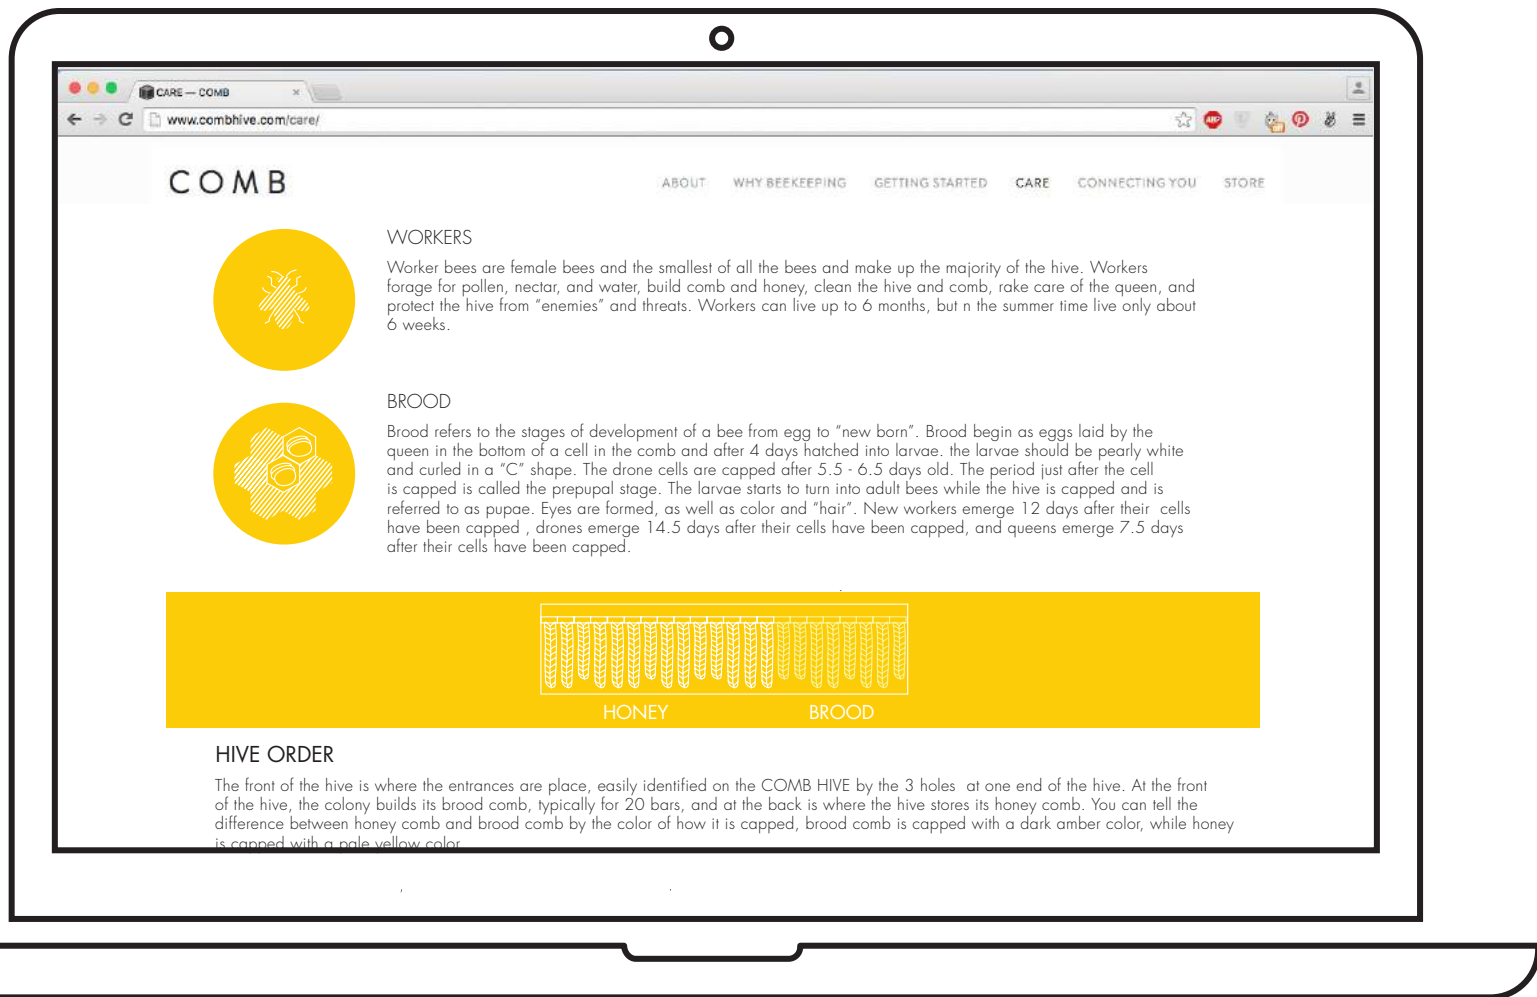 CARE — COMB
www.combhive.com/care/
COMB
ABOUT WHY BEEKEEPING GETTING STARTED CARE CONNECTING YOU STORE
WORKERS
Worker bees are female bees and the smallest of all the bees and make up the majority of the hive. Workers
forage for pollen, nectar, and water, build comb and honey, clean the hive and comb, rake care of the queen, and
protect the hive from “enemies” and threats. Workers can live up to 6 months, but n the summer time live only about
6 weeks.
BROOD
Brood refers to the stages of development of a bee from egg to “new born”. Brood begin as eggs laid by the
queen in the bottom of a cell in the comb and after 4 days hatched into larvae. the larvae should be pearly white
and curled in a “C” shape. The drone cells are capped after 5.5 - 6.5 days old. The period just after the cell
is capped is called the prepupal stage. The larvae starts to turn into adult bees while the hive is capped and is
referred to as pupae. Eyes are formed, as well as color and “hair”. New workers emerge 12 days after their cells
have been capped , drones emerge 14.5 days after their cells have been capped, and queens emerge 7.5 days
after their cells have been capped.
HONEY BROOD
HIVE ORDER
The front of the hive is where the entrances are place, easily identified on the COMB HIVE by the 3 holes at one end of the hive. At the front
of the hive, the colony builds its brood comb, typically for 20 bars, and at the back is where the hive stores its honey comb. You can tell the
difference between honey comb and brood comb by the color of how it is capped, brood comb is capped with a dark amber color, while honey
is capped with a pale yellow color